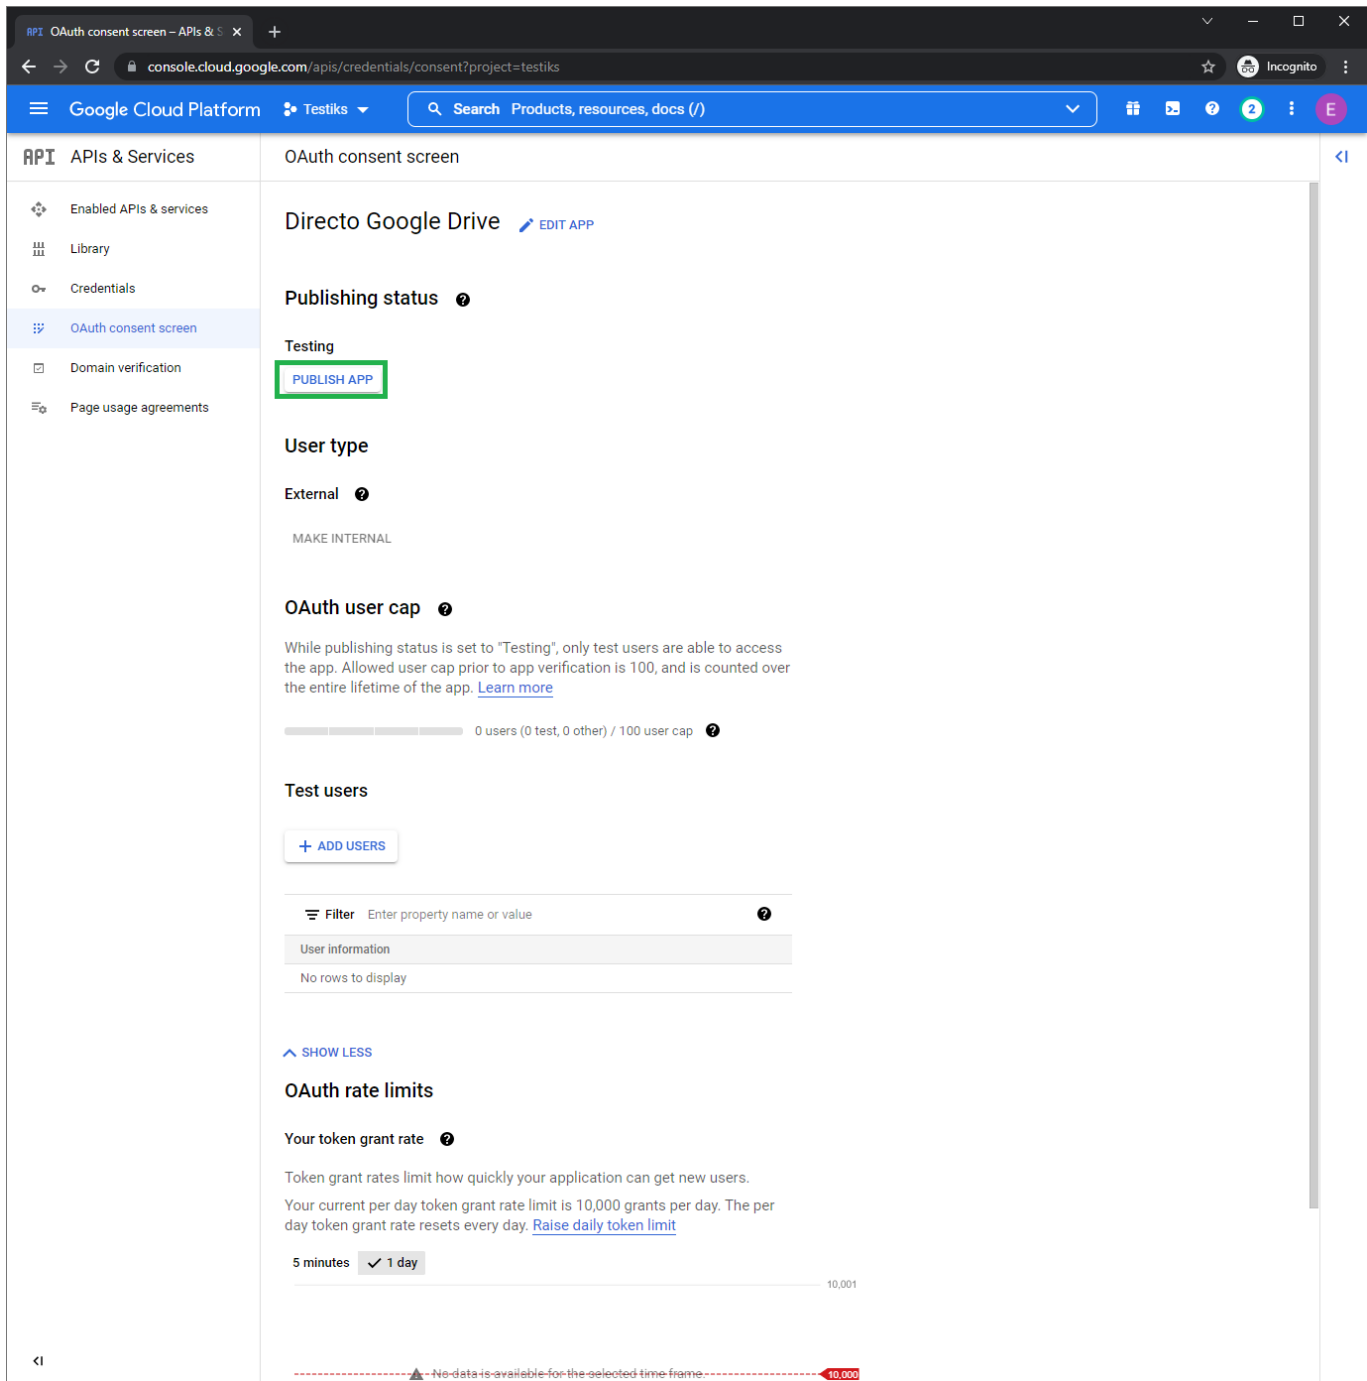 API OAuth consent screen – APIs & S
console.cloud.google.com/apis/credentials/consent?project=testiks
Incognito
Google Cloud Platform
Testiks
Search Products, resources, docs (/)
2
E
API APIs & Services
OAuth consent screen
Enabled APIs & services
Library
Credentials
OAuth consent screen
Domain verification
Page usage agreements
Directo Google Drive
EDIT APP
Publishing status
Testing
PUBLISH APP
User type
External
MAKE INTERNAL
OAuth user cap
While publishing status is set to "Testing", only test users are able to access
the app. Allowed user cap prior to app verification is 100, and is counted over
the entire lifetime of the app. Learn more
0 users (0 test, 0 other) / 100 user cap
Test users
+ ADD USERS
Filter Enter property name or value
User information
No rows to display
SHOW LESS
OAuth rate limits
Your token grant rate
Token grant rates limit how quickly your application can get new users.
Your current per day token grant rate limit is 10,000 grants per day. The per
day token grant rate resets every day. Raise daily token limit
5 minutes
1 day
10,001
No data is available for the selected time frame.
10,000